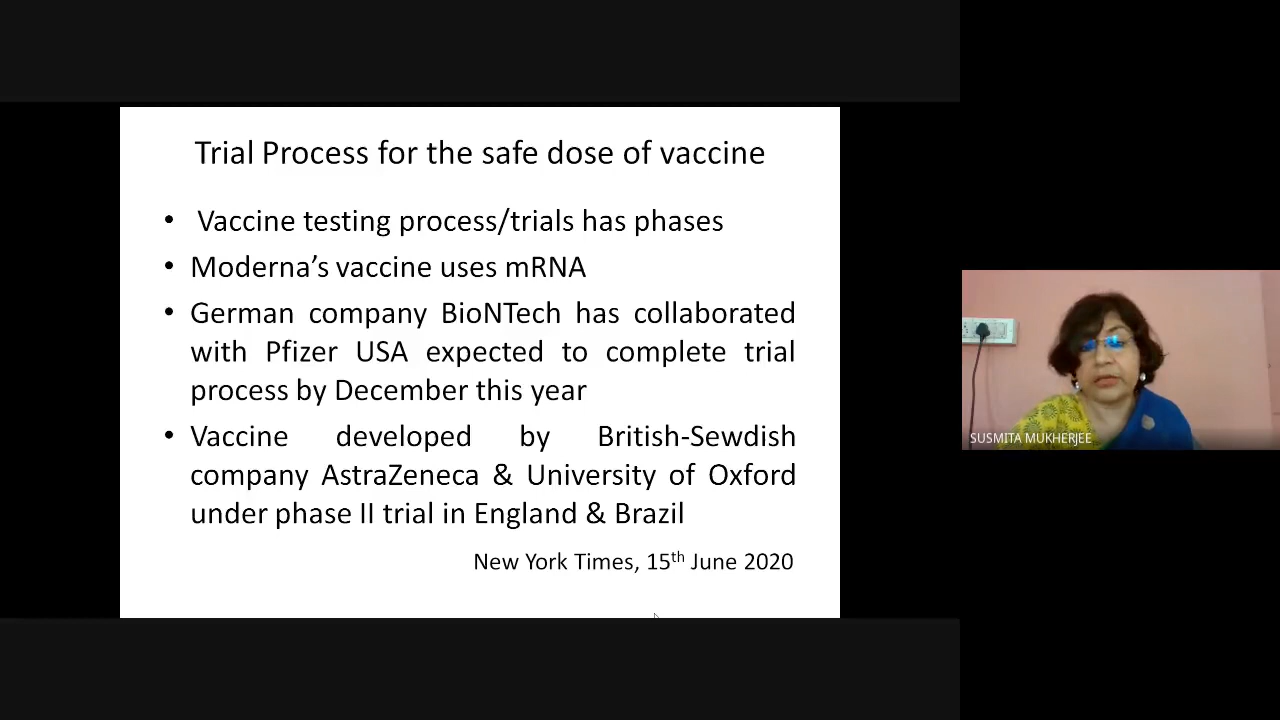 Trial Process for the safe dose of vaccine
• Vaccine testing process/trials has phases
• Moderna’s vaccine uses mRNA
• German company BioNTech has collaborated
with Pfizer USA expected to complete trial
process by December this year
• Vaccine developed by British-Sewdish
company AstraZeneca & University of Oxford
under phase II trial in England & Brazil
New York Times, 15th June 2020
SUSMITA MUKHERJEE